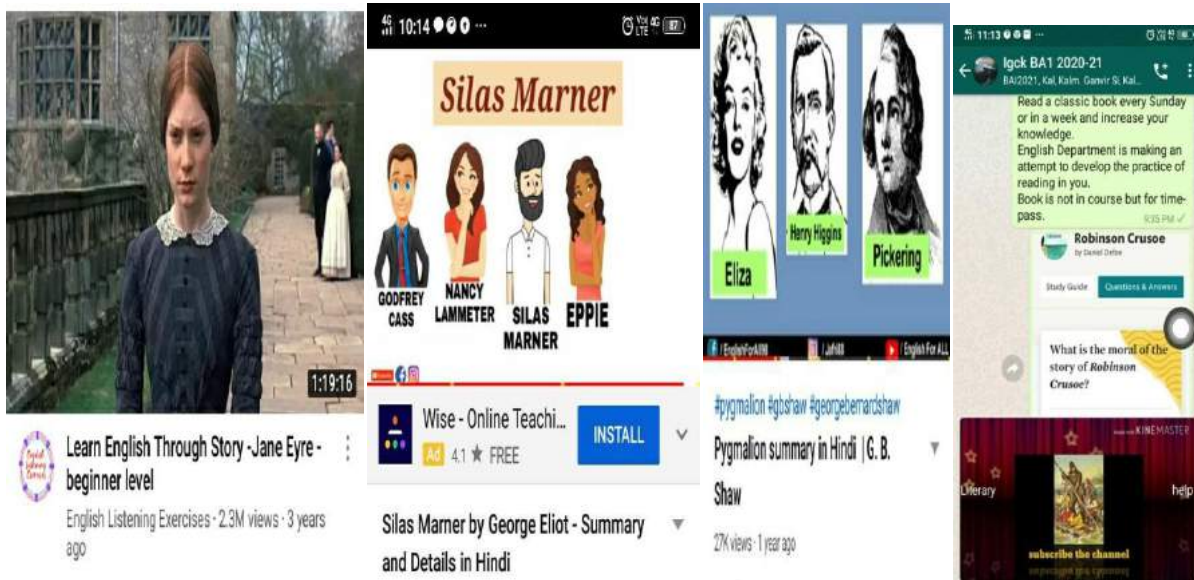 1:19:16
Learn English Through Story -Jane Eyre -
beginner level
English Listening Exercises · 2.3M views · 3 years
ago
4G 10:14
4G 87
Silas Marner
GODFREY
CASS
NANCY
LAMMETER
SILAS
MARNER
EPPIE
Wise - Online Teachi...
Ad 4.1 ★ FREE
INSTALL
Silas Marner by George Eliot - Summary
and Details in Hindi
Eliza
Henry Higgins
Pickering
/ English For ALL
#pygmalion #gbshaw #georgebernardshaw
Pygmalion summary in Hindi | G. B.
Shaw
27K views · 1 year ago
11:13
Igck BA1 2020-21
Read a classic book every Sunday
or in a week and increase your
knowledge.
English Department is making an
attempt to develop the practice of
reading in you.
Book is not in course but for time-
pass.
9:35 PM
Robinson Crusoe
by Daniel Defoe
Study Guide
Questions & Answers
What is the moral of the
story of Robinson
Crusoe?
KINEMASTER
Literary
help
subscribe the channel